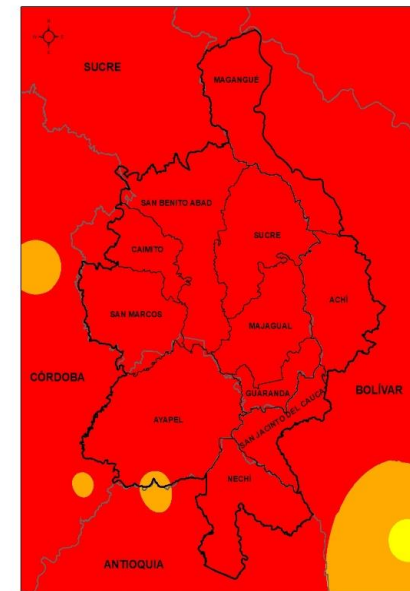 SUCRE
MAGANGUÉ
SAN BENITO ABAD
SUCRE
CAIMITO
ACHÍ
SAN MARCOS
MAJAGUAL
CÓRDOBA
BOLÍVAR
GUARANDA
AYAPEL
SAN JACINTO DEL CAUCA
NECHÍ
ANTIOQUIA